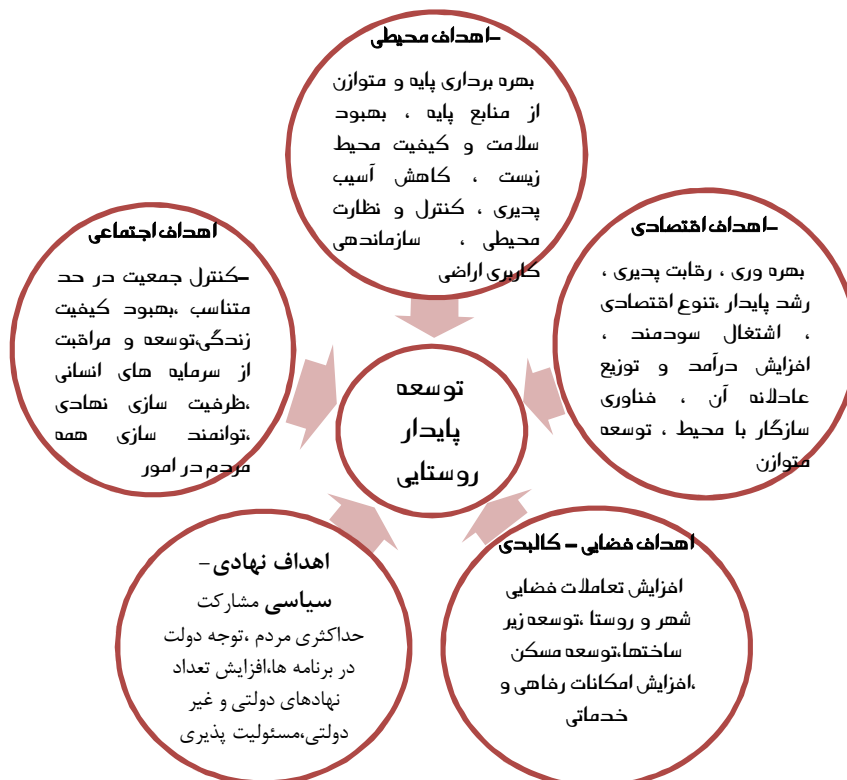 -اهداف محیطی
بهره برداری پایه و متوازن
از منابع پایه ، بهبود
سلامت و کیفیت محیط
زیست ، کاهش آسیب
پدیری ، کنترل و نظارت
محیطی ، سازماندهی
کاربری اراضی
-اهداف اقتصادی
بهره وری ، رقابت پدیری ،
رشد پایدار ،تنوع اقتصادی
، اشتغال سودمند ،
افزایش درآمد و توزیع
عادلانه آن ، فناوری
سازگار با محیط ، توسعه
متوازن
اهداف فضایی – کالبدی
افزایش تعاملات فضایی
شهر و روستا ،توسعه زیر
ساختها،توسعه مسکن
،افزایش امکانات رفاهی و
خدماتی
اهداف نهادی-
سیاسی مشارکت
حداکثری مردم ،توجه دولت
در برنامه ها،افزایش تعداد
نهادهای دولتی و غیر
دولتی،مسئولیت پذیری
اهداف اجتماعی
-کنترل جمعیت در حد
متناسب ،بهبود کیفیت
زندگی،توسعه و مراقبت
از سرمایه های انسانی
،ظرفیت سازی نهادی
،توانمند سازی همه
مردم در امور
توسعه
پایدار
روستایی